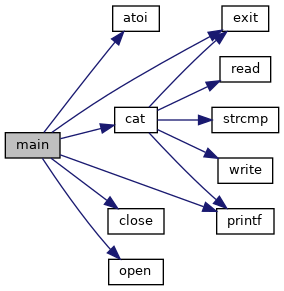 atoi
exit
read
cat
strcmp
main
write
close
printf
open